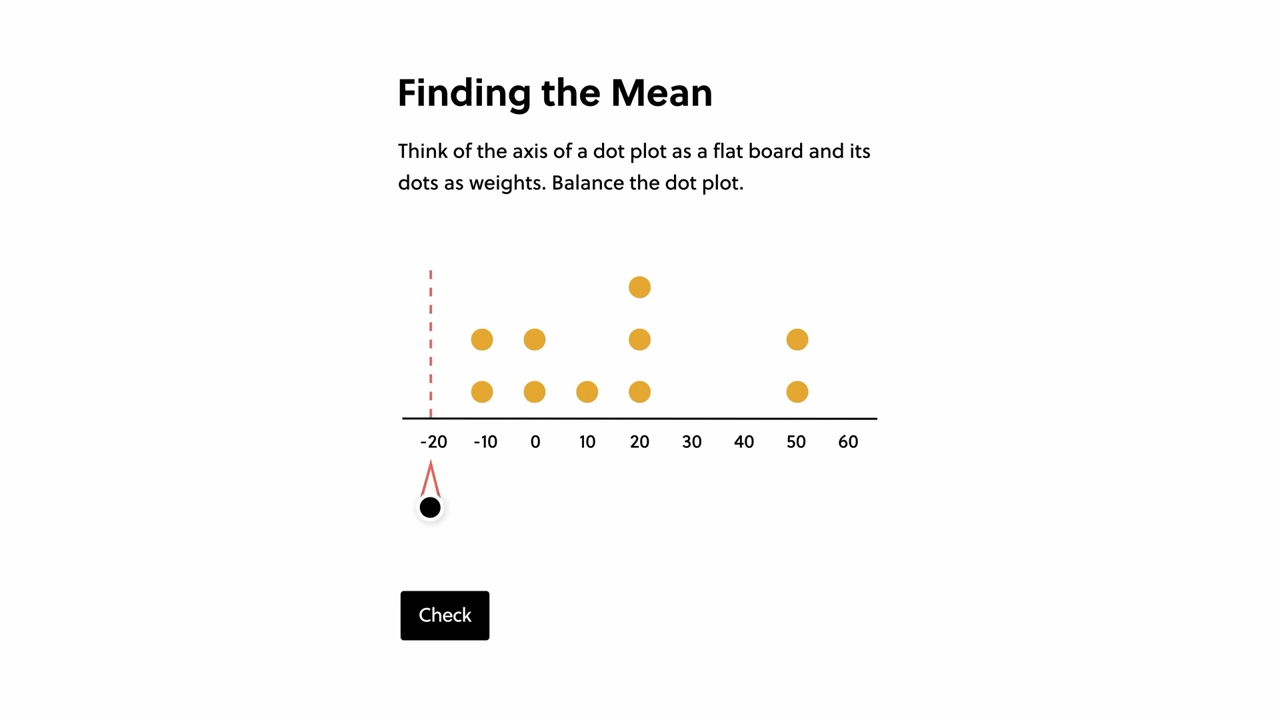 Finding the Mean
Think of the axis of a dot plot as a flat board and its
dots as weights. Balance the dot plot.
-20 -10 0 10 20 30 40 50 60
Check